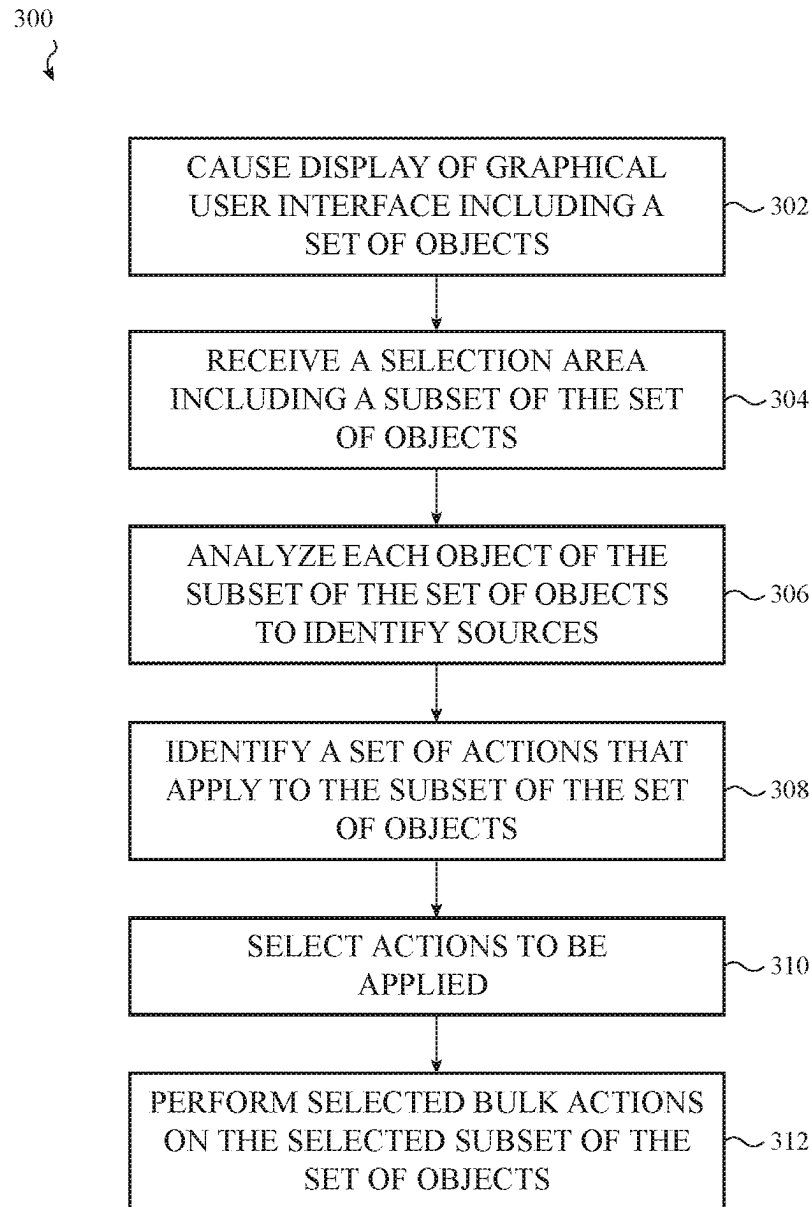 300
CAUSE DISPLAY OF GRAPHICAL
USER INTERFACE INCLUDING A
SET OF OBJECTS
302
RECEIVE A SELECTION AREA
INCLUDING A SUBSET OF THE SET
OF OBJECTS
304
ANALYZE EACH OBJECT OF THE
SUBSET OF THE SET OF OBJECTS
TO IDENTIFY SOURCES
306
IDENTIFY A SET OF ACTIONS THAT
APPLY TO THE SUBSET OF THE SET
OF OBJECTS
308
SELECT ACTIONS TO BE
APPLIED
310
PERFORM SELECTED BULK ACTIONS
ON THE SELECTED SUBSET OF THE
SET OF OBJECTS
312